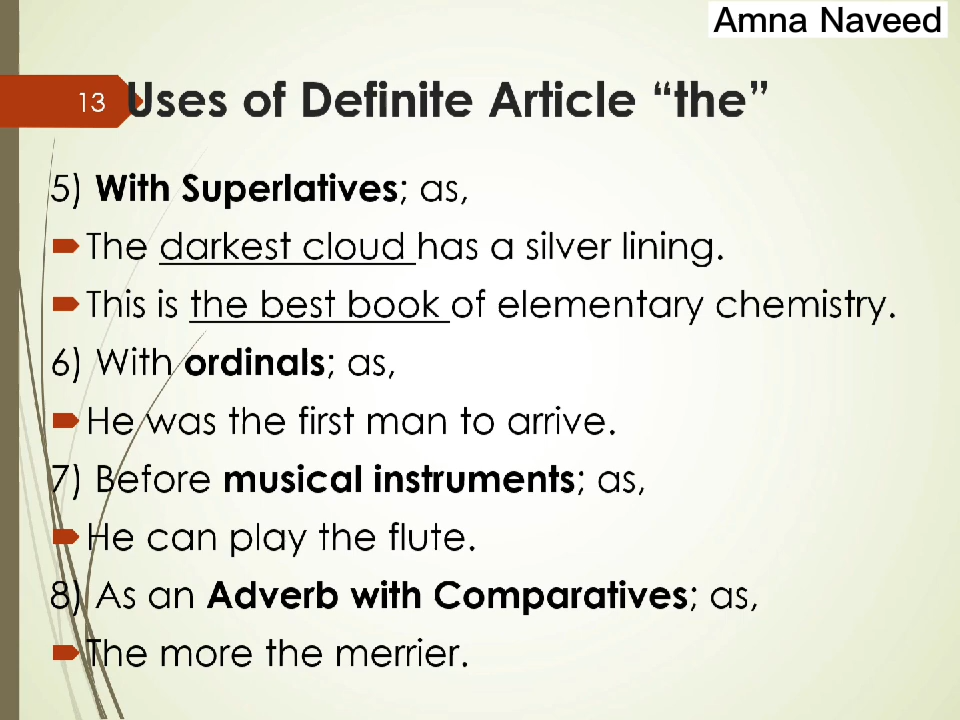 Amna Naveed
13
Uses of Definite Article “the”
5) With Superlatives; as,
The darkest cloud has a silver lining.
This is the best book of elementary chemistry.
6) With ordinals; as,
He was the first man to arrive.
7) Before musical instruments; as,
He can play the flute.
8) As an Adverb with Comparatives; as,
The more the merrier.